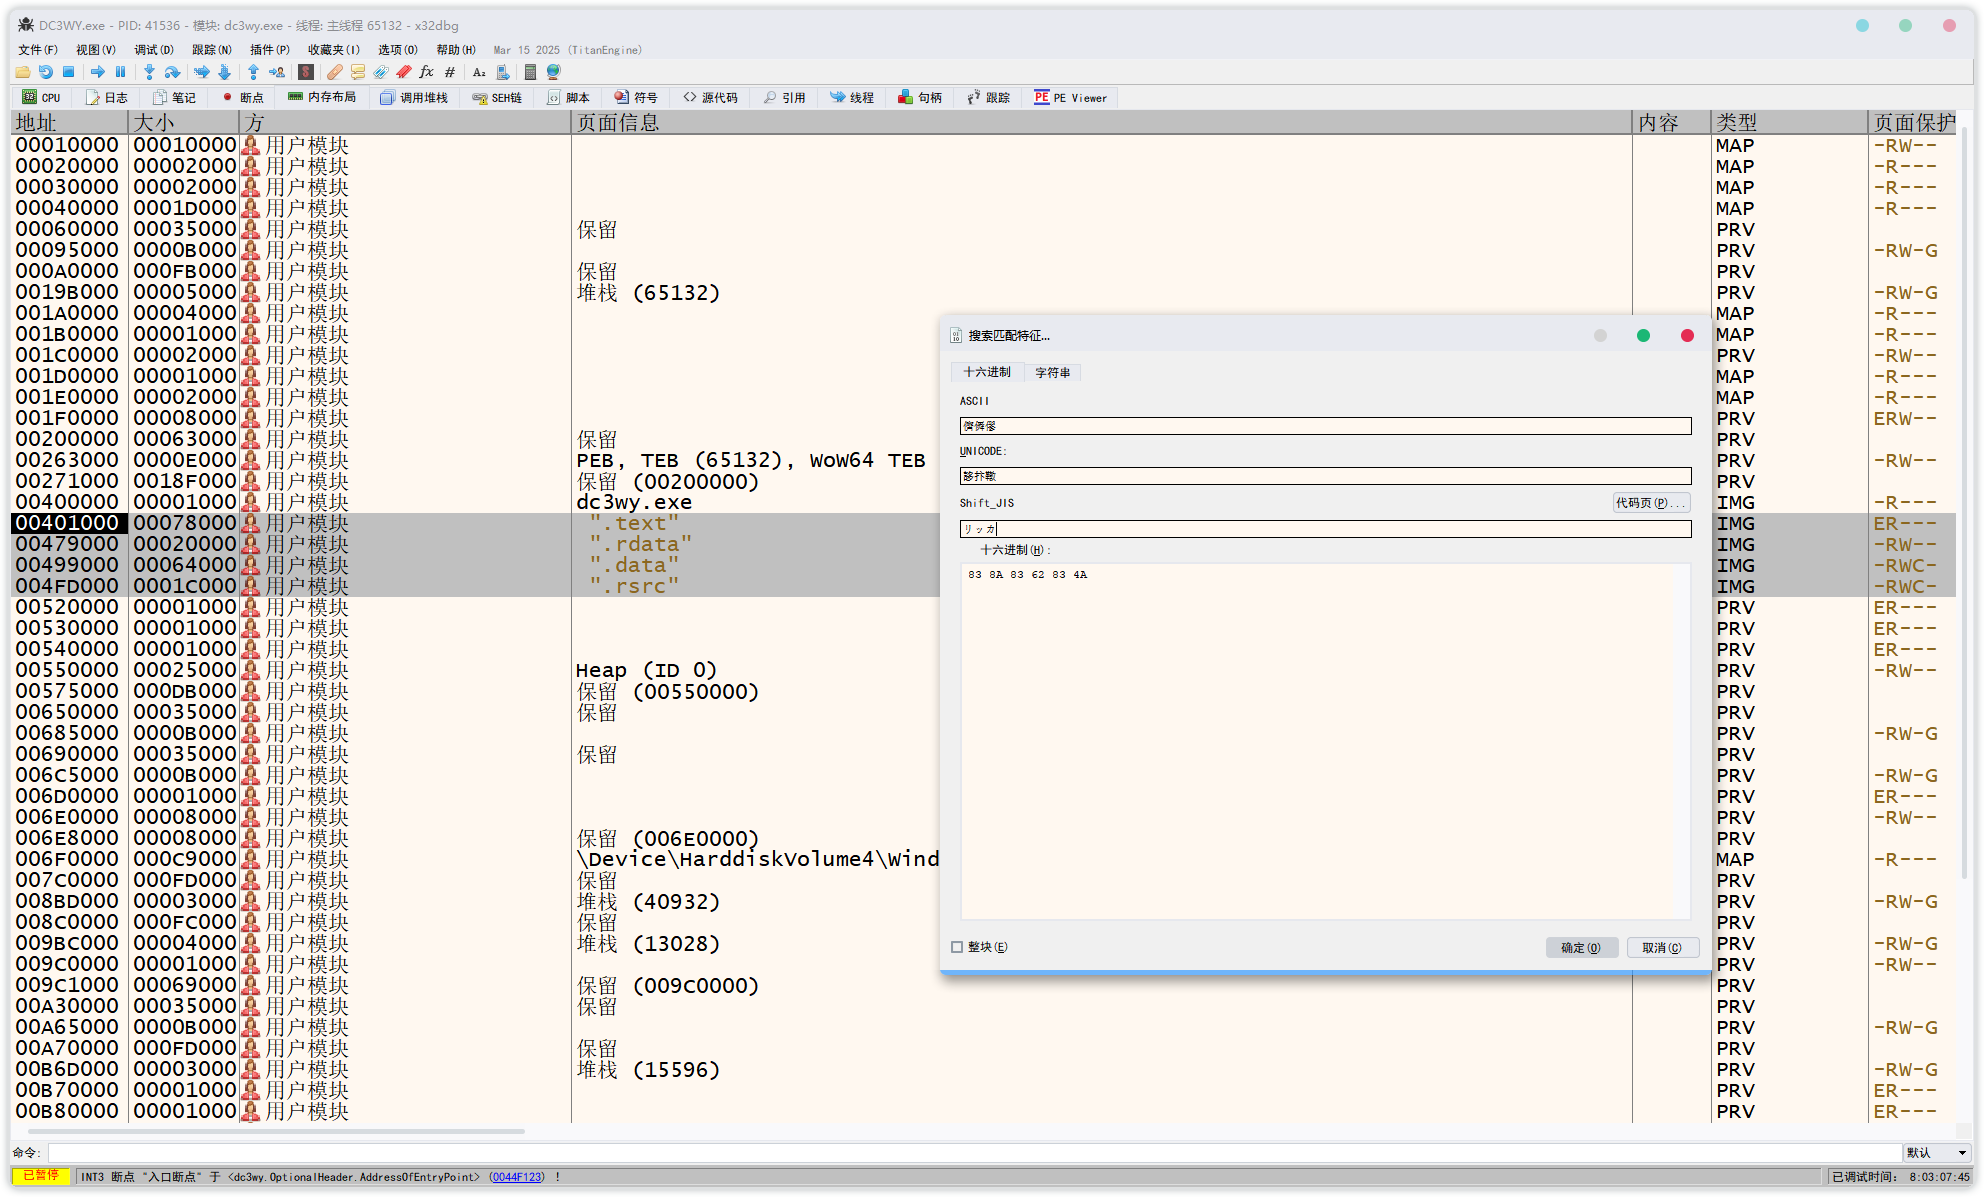 DC3WY.exe - PID: 41536 - 模块: dc3wy.exe - 线程: 主线程 65132 - x32dbg
文件(F) 视图(V) 调试(D) 跟踪(N) 插件(P) 收藏夹(I) 选项(O) 帮助(H) Mar 15 2025 (TitanEngine)
CPU 日志 笔记 断点 内存布局 调用堆栈 SEH链 脚本 符号 源代码 引用 线程 句柄 跟踪 PE Viewer
地址 大小 方 页面信息 内容 类型 页面保护
00010000 00010000 用户模块 MAP -RW--
00020000 00002000 用户模块 MAP -R---
00030000 00002000 用户模块 MAP -R---
00040000 0001D000 用户模块 MAP -R---
00060000 00035000 用户模块 保留 PRV
00095000 0000B000 用户模块 PRV -RW-G
000A0000 000FB000 用户模块 保留 PRV
0019B000 00005000 用户模块 堆栈 (65132) PRV -RW-G
001A0000 00004000 用户模块 MAP -R---
001B0000 00001000 用户模块 MAP -R---
001C0000 00002000 用户模块 PRV -RW--
001D0000 00001000 用户模块 MAP -R---
001E0000 00002000 用户模块 MAP -R---
001F0000 00008000 用户模块 PRV ERW--
00200000 00063000 用户模块 保留 PRV
00263000 0000E000 用户模块 PEB, TEB (65132), WoW64 TEB PRV -RW--
00271000 0018F000 用户模块 保留 (00200000) PRV
00400000 00001000 用户模块 dc3wy.exe IMG -R---
00401000 00078000 用户模块 ".text" IMG ER---
00479000 00020000 用户模块 ".rdata" IMG -RW--
00499000 00064000 用户模块 ".data" IMG -RWC-
004FD000 0001C000 用户模块 ".rsrc" IMG -RWC-
00520000 00001000 用户模块 PRV ER---
00530000 00001000 用户模块 PRV ER---
00540000 00001000 用户模块 PRV ER---
00550000 00025000 用户模块 Heap (ID 0) PRV -RW--
00575000 000DB000 用户模块 保留 (00550000) PRV
00650000 00035000 用户模块 保留 PRV
00685000 0000B000 用户模块 PRV -RW-G
00690000 00035000 用户模块 保留 PRV
006C5000 0000B000 用户模块 PRV -RW-G
006D0000 00001000 用户模块 PRV ER---
006E0000 00008000 用户模块 PRV -RW--
006E8000 00008000 用户模块 保留 (006E0000) PRV
006F0000 000C9000 用户模块 \Device\HarddiskVolume4\Wind MAP -R---
007C0000 000FD000 用户模块 保留 PRV
008BD000 00003000 用户模块 堆栈 (40932) PRV -RW-G
008C0000 000FC000 用户模块 保留 PRV
009BC000 00004000 用户模块 堆栈 (13028) PRV -RW-G
009C0000 00001000 用户模块 PRV -RW--
009C1000 00069000 用户模块 保留 (009C0000) PRV
00A30000 00035000 用户模块 保留 PRV
00A65000 0000B000 用户模块 PRV -RW-G
00A70000 000FD000 用户模块 保留 PRV
00B6D000 00003000 用户模块 堆栈 (15596) PRV -RW-G
00B70000 00001000 用户模块 PRV ER---
00B80000 00001000 用户模块 PRV ER---
搜索匹配特征...
十六进制 字符串
ASCII
UNICODE:
Shift_JIS 代码页(P)...
リッカ
十六进制(H):
83 8A 83 62 83 4A
整块(E) 确定(O) 取消(C)
命令: 默认
已暂停 INT3 断点 "入口断点" 于 <dc3wy.OptionalHeader.AddressOfEntryPoint> (0044F123) ! 已调试时间: 8:03:07:45